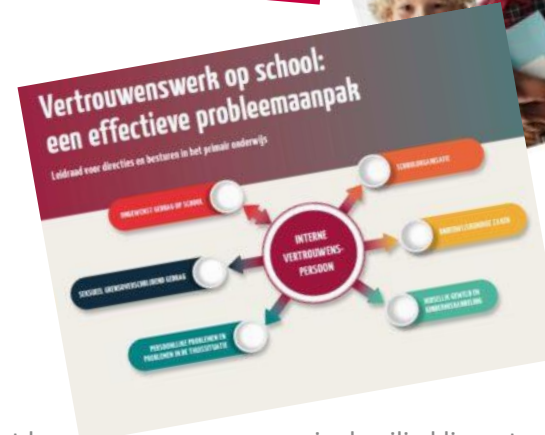 Vertrouwenswerk op school:
een effectieve probleemaanpak
Leidraad voor directies en besturen in het primair onderwijs
ONGEWENST GEDRAG OP SCHOOL
SCHOOLORGANISATIE
INTERNE
VERTROUWENS-
PERSOON
SEKSUEEL GRENSOVERSCHRIJDEND GEDRAG
ZAKEN
PERSOONLIJKE PROBLEMEN EN
PROBLEMEN IN DE THUISSITUATIE
HUISELIJK GEWELD EN
KINDERMISHANDELING